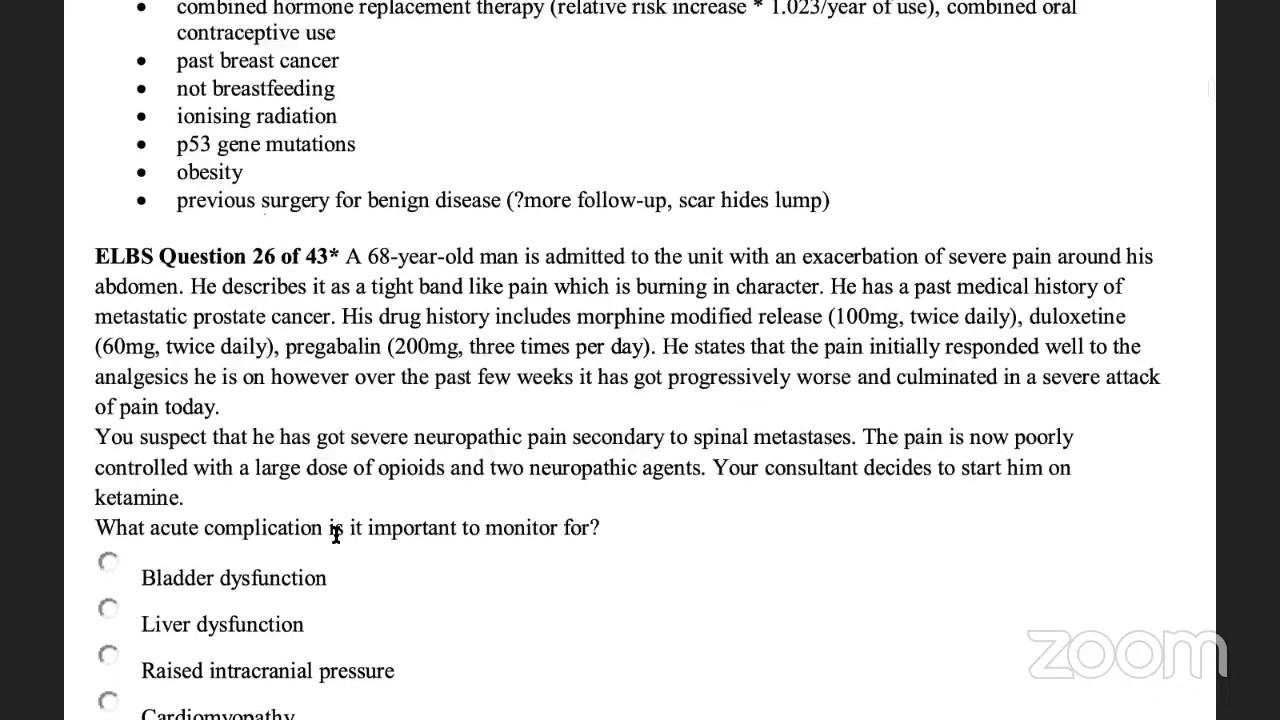 • combined hormone replacement therapy (relative risk increase * 1.023/year of use), combined oral
contraceptive use
• past breast cancer
• not breastfeeding
• ionising radiation
• p53 gene mutations
• obesity
• previous surgery for benign disease (?more follow-up, scar hides lump)
ELBS Question 26 of 43* A 68-year-old man is admitted to the unit with an exacerbation of severe pain around his
abdomen. He describes it as a tight band like pain which is burning in character. He has a past medical history of
metastatic prostate cancer. His drug history includes morphine modified release (100mg, twice daily), duloxetine
(60mg, twice daily), pregabalin (200mg, three times per day). He states that the pain initially responded well to the
analgesics he is on however over the past few weeks it has got progressively worse and culminated in a severe attack
of pain today.
You suspect that he has got severe neuropathic pain secondary to spinal metastases. The pain is now poorly
controlled with a large dose of opioids and two neuropathic agents. Your consultant decides to start him on
ketamine.
What acute complication is it important to monitor for?
Bladder dysfunction
Liver dysfunction
Raised intracranial pressure
Cardiomyopathy
zoom